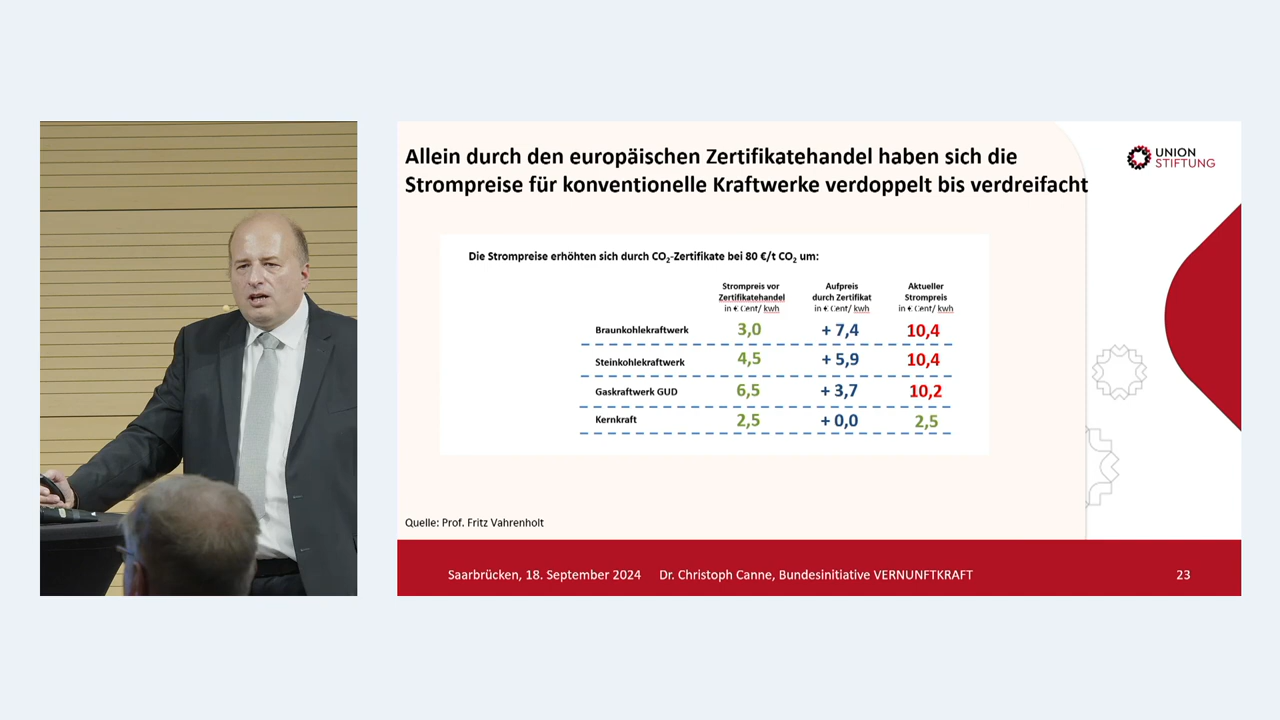 Allein durch den europäischen Zertifikatehandel haben sich die
Strompreise für konventionelle Kraftwerke verdoppelt bis verdreifacht
UNION
STIFTUNG
Die Strompreise erhöhten sich durch CO₂-Zertifikate bei 80 €/t CO₂ um:
Strompreis vor Aufpreis Aktueller
Zertifikatehandel durch Zertifikat Strompreis
in € Cent/ kwh in € Cent/ kwh in € Cent/ kwh
Braunkohlekraftwerk 3,0 + 7,4 10,4
Steinkohlekraftwerk 4,5 + 5,9 10,4
Gaskraftwerk GUD 6,5 + 3,7 10,2
Kernkraft 2,5 + 0,0 2,5
Quelle: Prof. Fritz Vahrenholt
Saarbrücken, 18. September 2024 Dr. Christoph Canne, Bundesinitiative VERNUNFTKRAFT 23